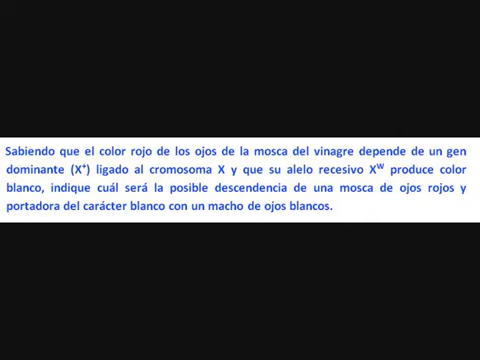 Sabiendo que el color rojo de los ojos de la mosca del vinagre depende de un gen
dominante (X⁺) ligado al cromosoma X y que su alelo recesivo Xᵂ produce color
blanco, indique cuál será la posible descendencia de una mosca de ojos rojos y
portadora del carácter blanco con un macho de ojos blancos.